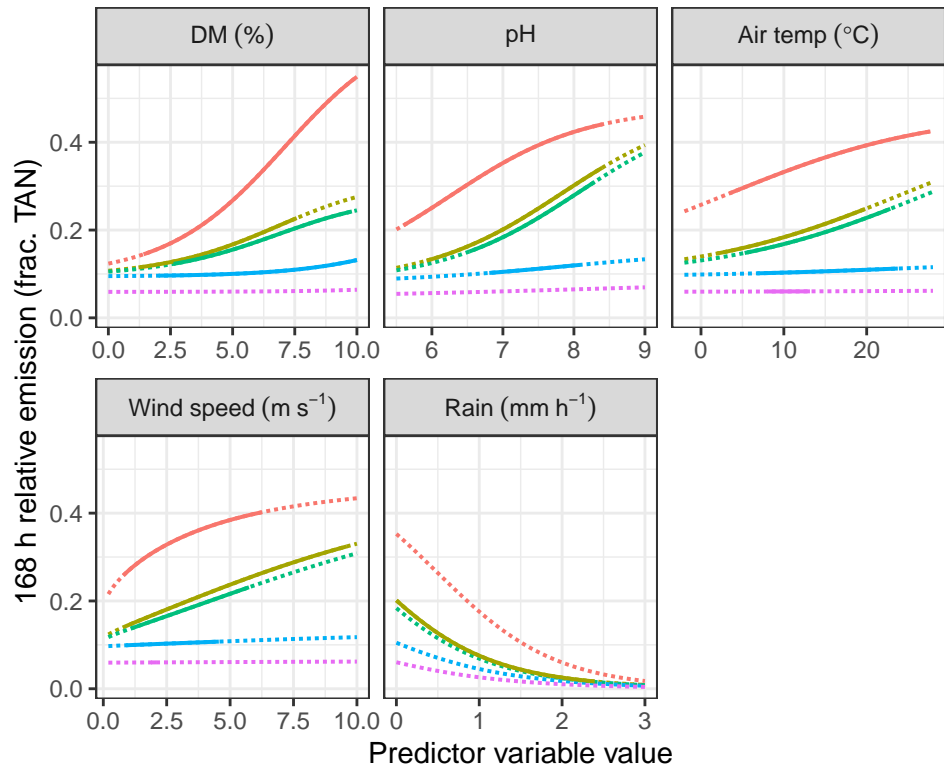 DM (%) pH Air temp (°C)
0.4
0.2
0.0
0.0 2.5 5.0 7.5 10.0 6 7 8 9 0 10 20
Wind speed (m s⁻¹) Rain (mm h⁻¹)
0.4
0.2
0.0
0.0 2.5 5.0 7.5 10.0 0 1 2 3
168 h relative emission (frac. TAN)
Predictor variable value